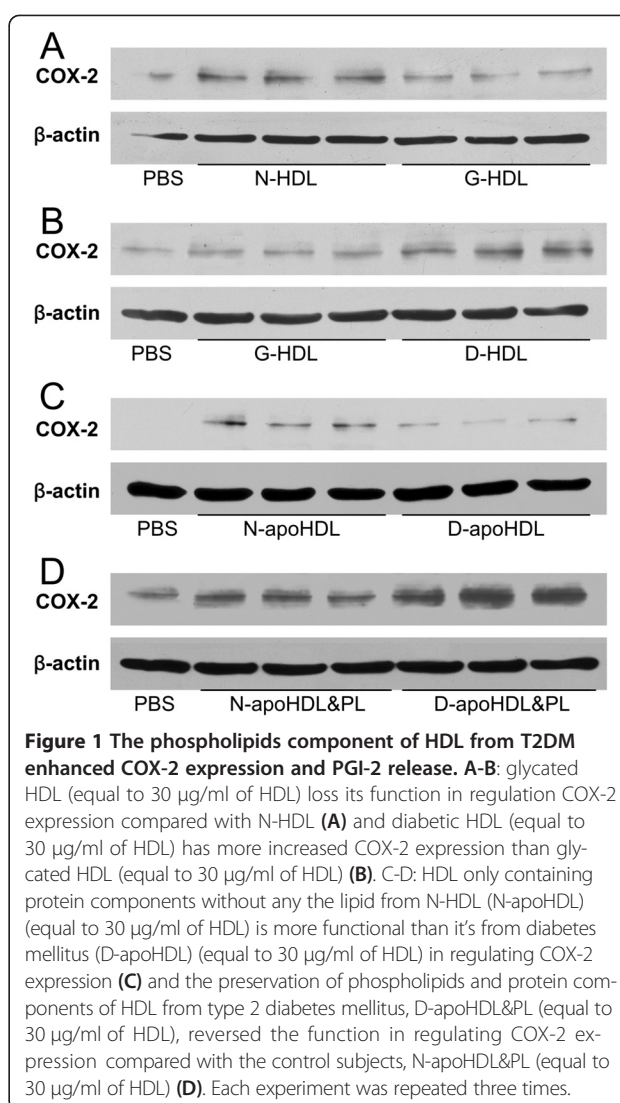 A
COX-2
β-actin
PBS N-HDL G-HDL
B
COX-2
β-actin
PBS G-HDL D-HDL
C
COX-2
β-actin
PBS N-apoHDL D-apoHDL
D
COX-2
β-actin
PBS N-apoHDL&PL D-apoHDL&PL
Figure 1 The phospholipids component of HDL from T2DM
enhanced COX-2 expression and PGI-2 release. A-B: glycated
HDL (equal to 30 μg/ml of HDL) loss its function in regulation COX-2
expression compared with N-HDL (A) and diabetic HDL (equal to
30 μg/ml of HDL) has more increased COX-2 expression than gly-
cated HDL (equal to 30 μg/ml of HDL) (B). C-D: HDL only containing
protein components without any the lipid from N-HDL (N-apoHDL)
(equal to 30 μg/ml of HDL) is more functional than it's from diabetes
mellitus (D-apoHDL) (equal to 30 μg/ml of HDL) in regulating COX-2
expression (C) and the preservation of phospholipids and protein com-
ponents of HDL from type 2 diabetes mellitus, D-apoHDL&PL (equal to
30 μg/ml of HDL), reversed the function in regulating COX-2 ex-
pression compared with the control subjects, N-apoHDL&PL (equal to
30 μg/ml of HDL) (D). Each experiment was repeated three times.